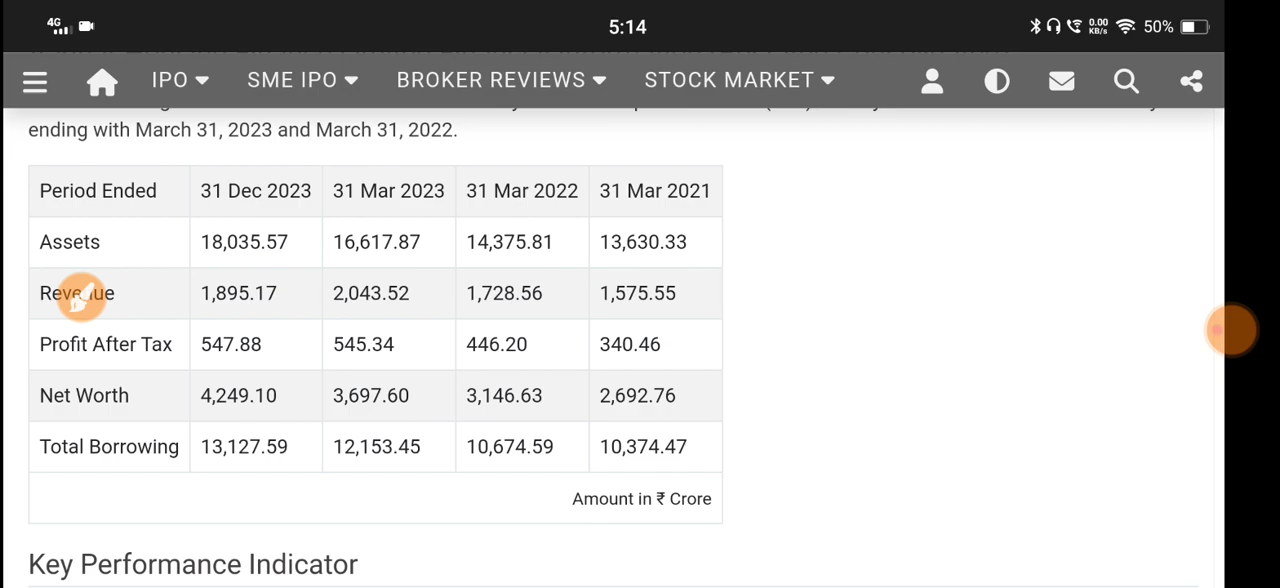 4G 5:14 0.00 KB/s 50%
IPO SME IPO BROKER REVIEWS STOCK MARKET
ending with March 31, 2023 and March 31, 2022.
Period Ended 31 Dec 2023 31 Mar 2023 31 Mar 2022 31 Mar 2021
Assets 18,035.57 16,617.87 14,375.81 13,630.33
Revenue 1,895.17 2,043.52 1,728.56 1,575.55
Profit After Tax 547.88 545.34 446.20 340.46
Net Worth 4,249.10 3,697.60 3,146.63 2,692.76
Total Borrowing 13,127.59 12,153.45 10,674.59 10,374.47
Amount in ₹ Crore
Key Performance Indicator